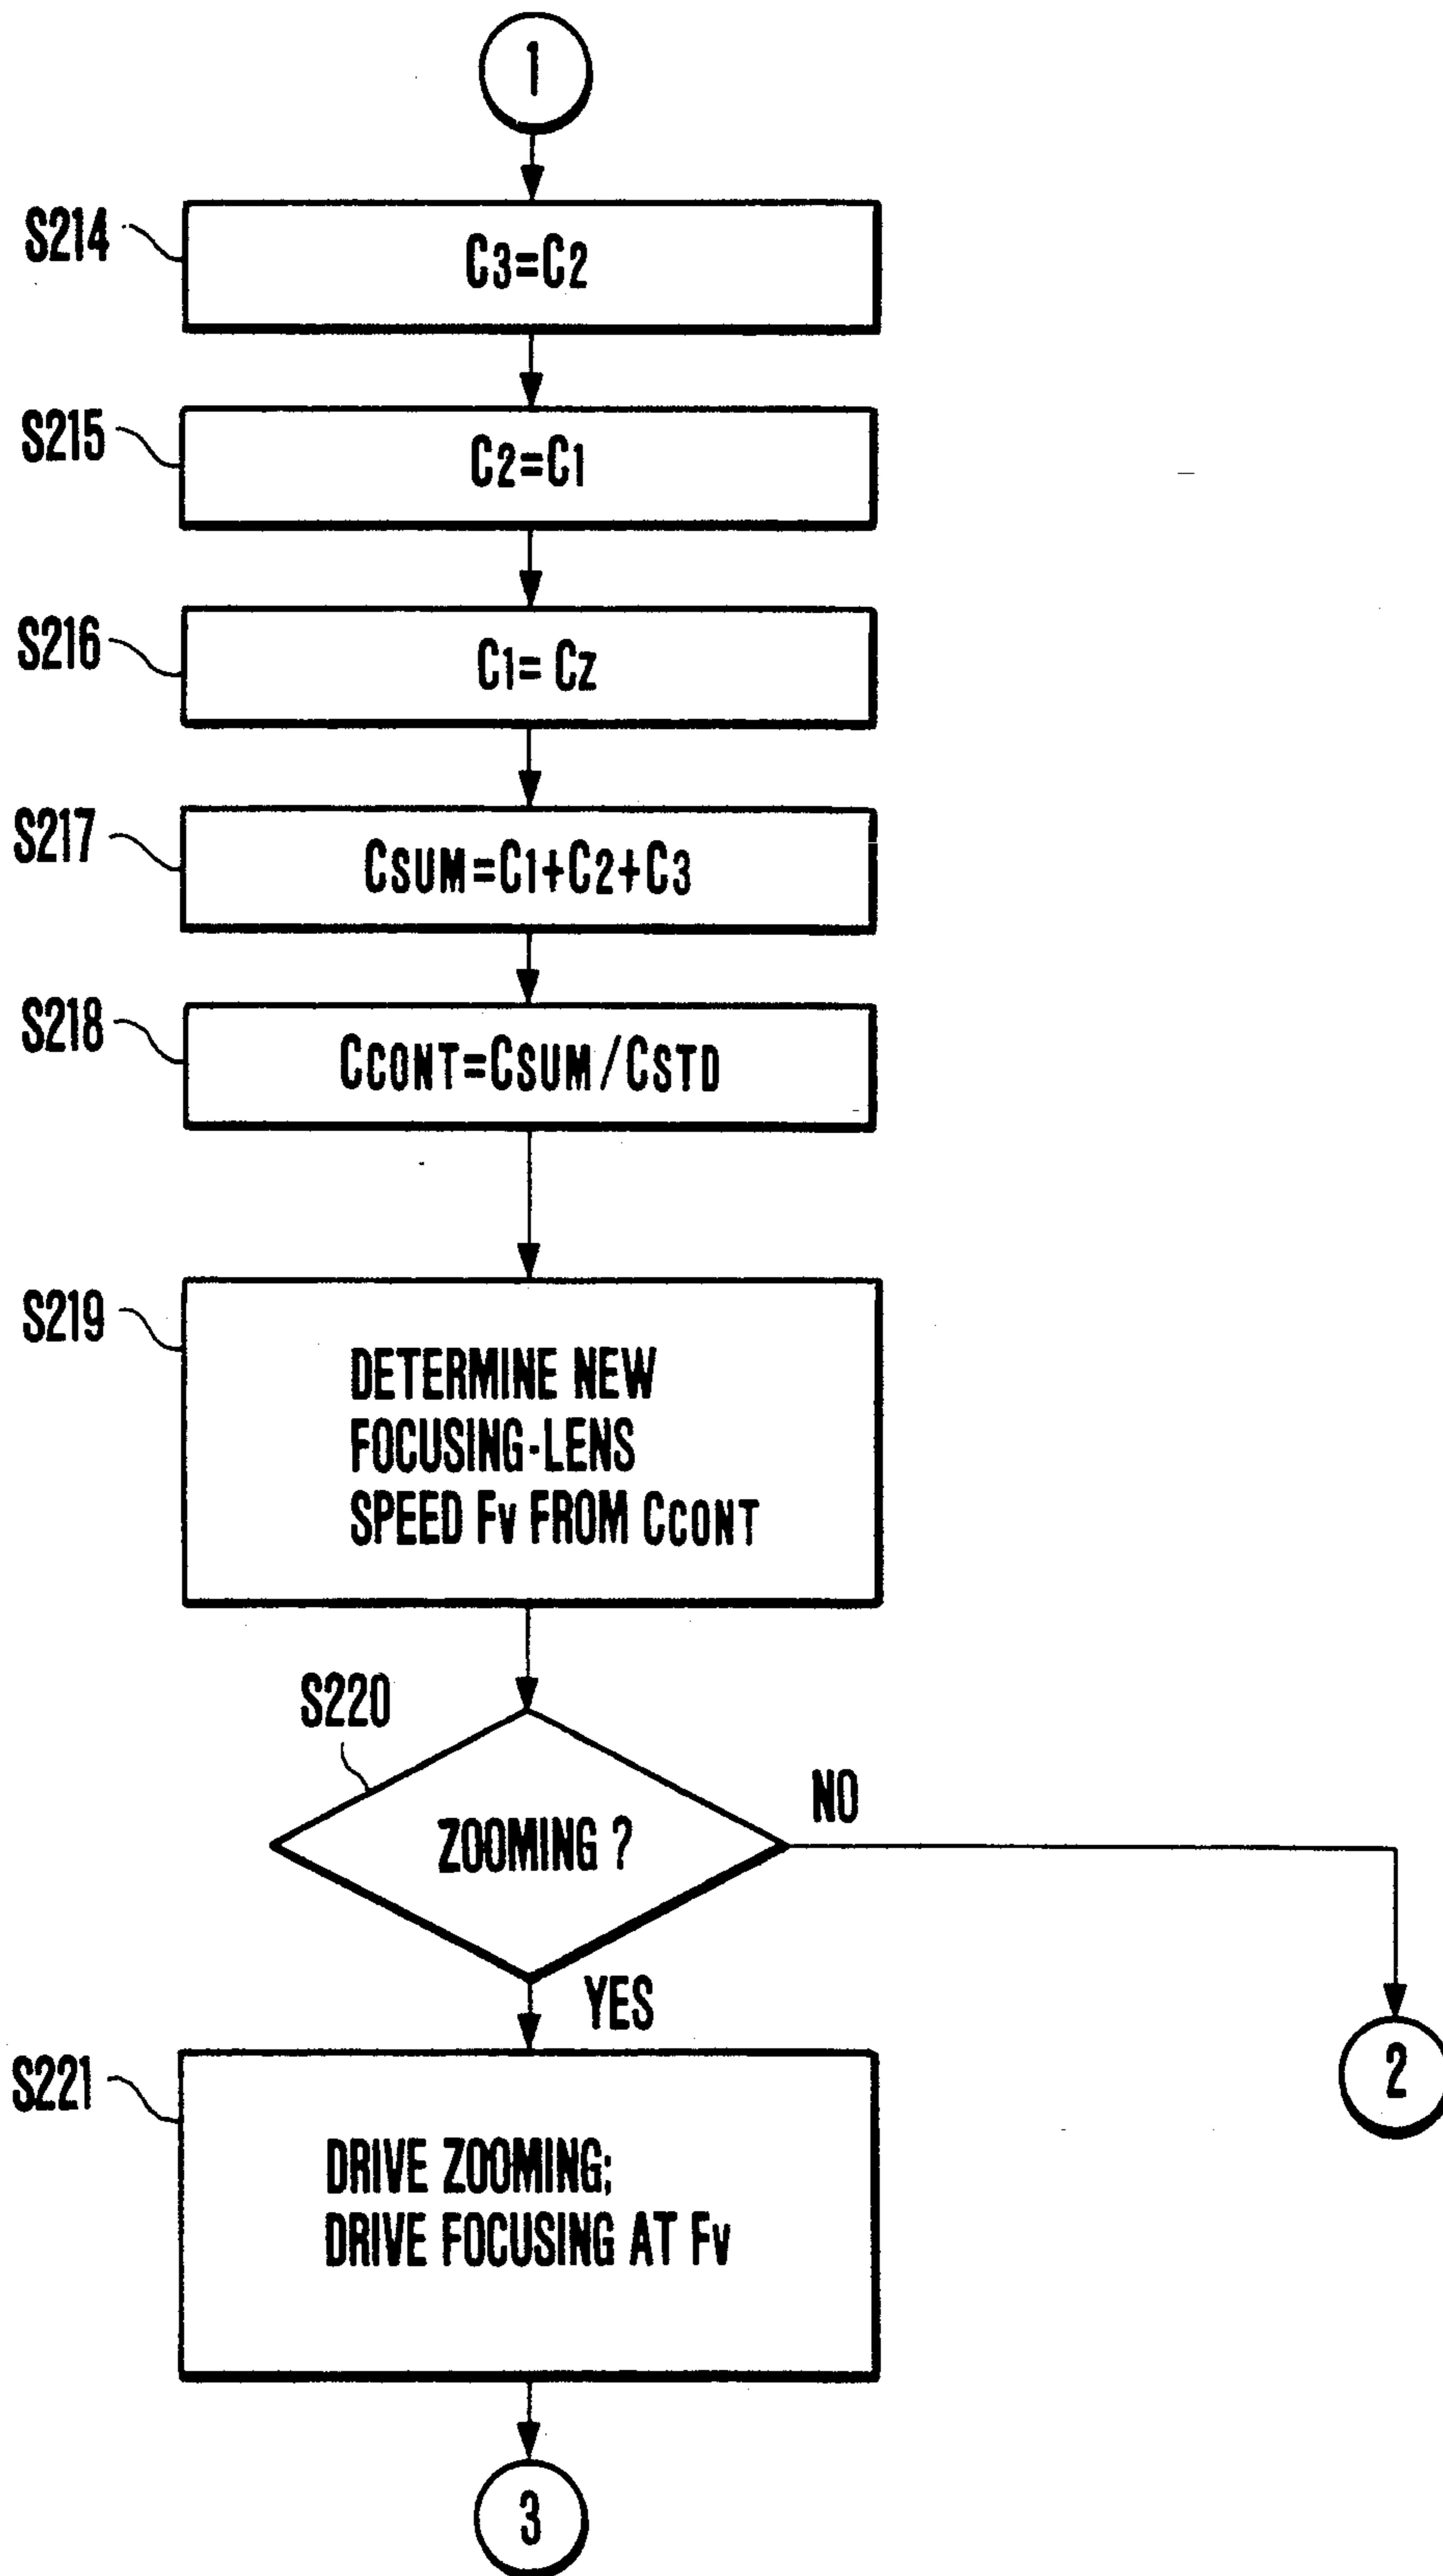 1
S214
C3=C2
S215
C2=C1
S216
C1= Cz
S217
CSUM=C1+C2+C3
S218
CCONT=CSUM/CSTD
S219
DETERMINE NEW
FOCUSING-LENS
SPEED Fv FROM CCONT
S220
ZOOMING ?
NO
YES
2
S221
DRIVE ZOOMING;
DRIVE FOCUSING AT Fv
3